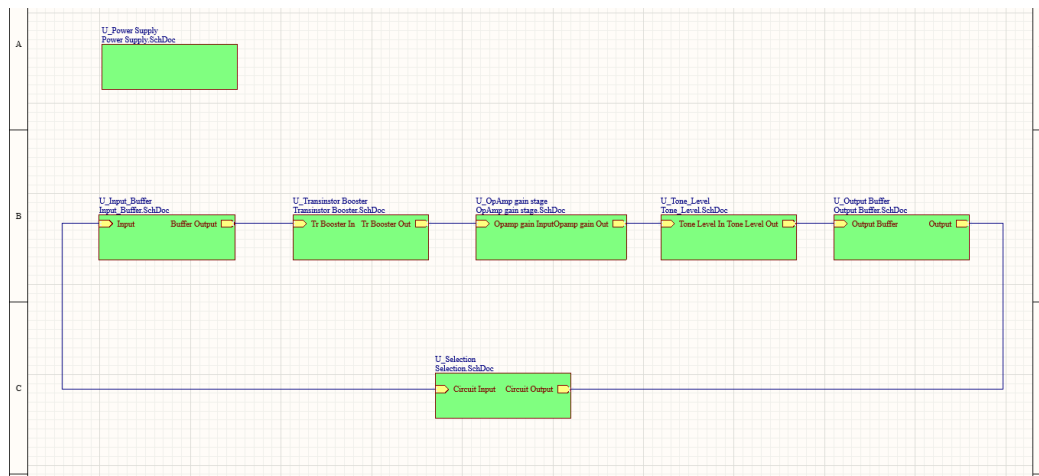 A
U_Power Supply
Power Supply.SchDoc
B
U_Input_Buffer
Input_Buffer.SchDoc
Input Buffer Output
U_Transinstor Booster
Transinstor Booster.SchDoc
Tr Booster In Tr Booster Out
U_OpAmp gain stage
OpAmp gain stage.SchDoc
Opamp gain InputOpamp gain Out
U_Tone_Level
Tone_Level.SchDoc
Tone Level In Tone Level Out
U_Output Buffer
Output Buffer.SchDoc
Output Buffer Output
C
U_Selection
Selection.SchDoc
Circuit Input Circuit Output